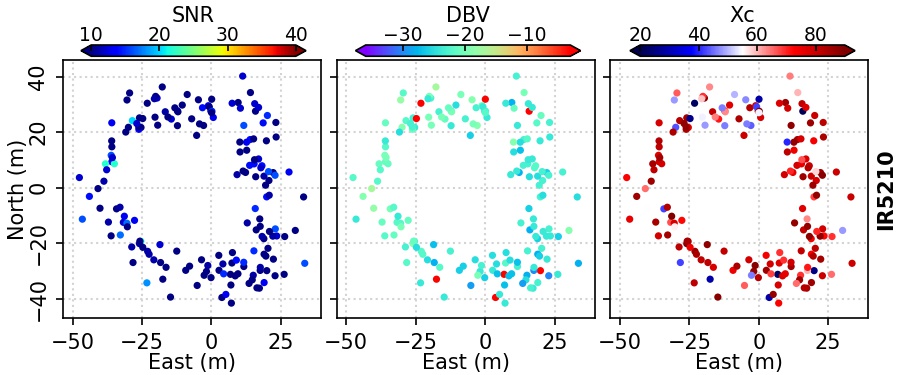 SNR DBV Xc
10 20 30 40 −30 −20 −10 20 40 60 80
40
20
0
−20
−40
North (m)
IR5210
−50 −25 0 25 −50 −25 0 25 −50 −25 0 25
East (m) East (m) East (m)